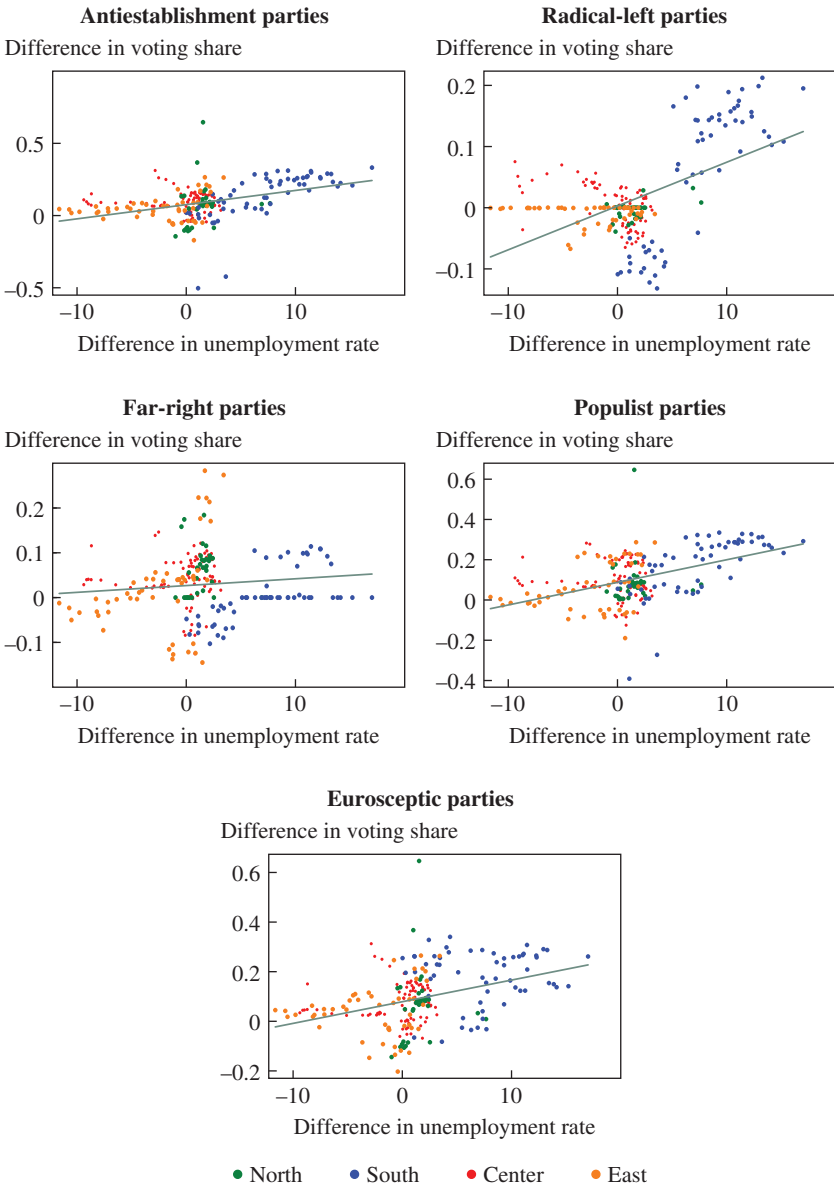 Antiestablishment parties
Difference in voting share
0.5
0
−0.5
−10 0 10
Difference in unemployment rate
Radical-left parties
Difference in voting share
0.2
0.1
0
−0.1
−10 0 10
Difference in unemployment rate
Far-right parties
Difference in voting share
0.2
0.1
0
−0.1
−10 0 10
Difference in unemployment rate
Populist parties
Difference in voting share
0.6
0.4
0.2
0
−0.2
−0.4
−10 0 10
Difference in unemployment rate
Eurosceptic parties
Difference in voting share
0.6
0.4
0.2
0
−0.2
−10 0 10
Difference in unemployment rate
North South Center East